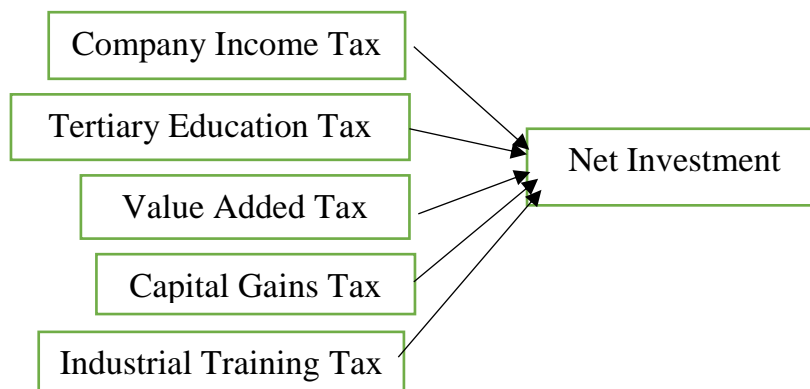 Company Income Tax
Tertiary Education Tax
Net Investment
Value Added Tax
Capital Gains Tax
Industrial Training Tax